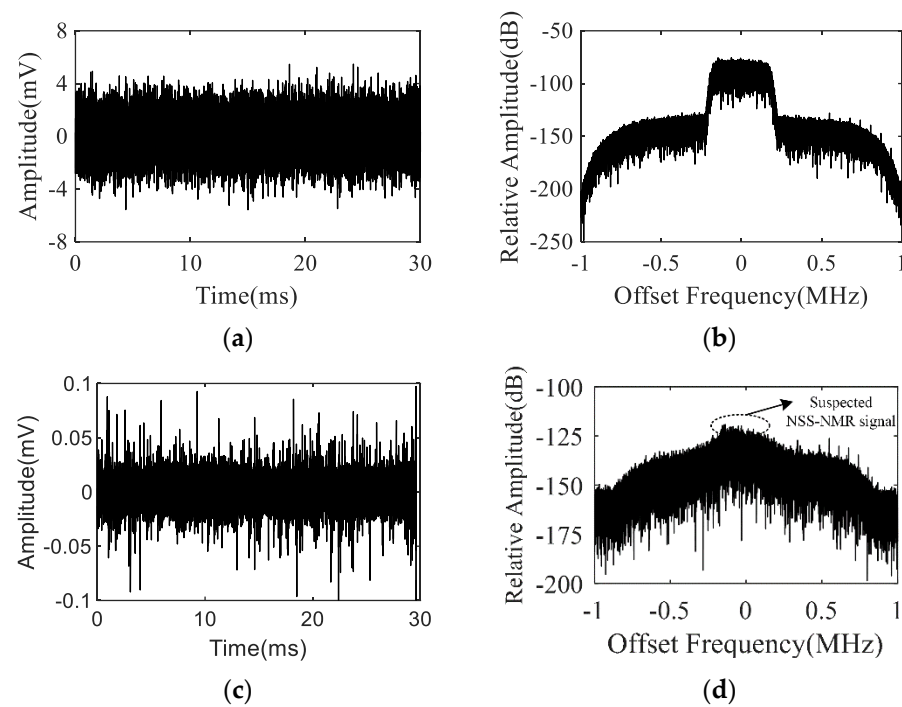 8
4
0
-4
-8
Amplitude(mV)
0 10 20 30
Time(ms)
(a)
-50
-100
-150
-200
-250
Relative Amplitude(dB)
-1 -0.5 0 0.5 1
Offset Frequency(MHz)
(b)
0.1
0.05
0
-0.05
-0.1
Amplitude(mV)
0 10 20 30
Time(ms)
(c)
-100
-125
-150
-175
-200
Relative Amplitude(dB)
Suspected
NSS-NMR signal
-1 -0.5 0 0.5 1
Offset Frequency(MHz)
(d)